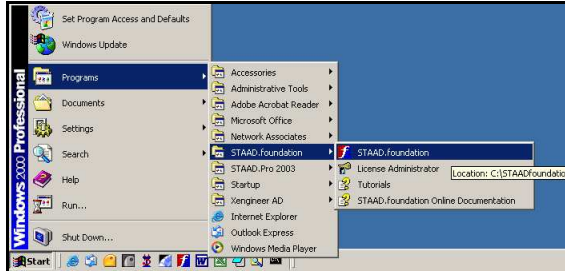 Set Program Access and Defaults
Windows Update
Programs
Documents
Settings
Search
Help
Run...
Shut Down...
Windows 2000 Professional
Accessories
Administrative Tools
Adobe Acrobat Reader
Microsoft Office
Network Associates
STAAD.foundation
STAAD.Pro 2003
Startup
Xengineer AD
Internet Explorer
Outlook Express
Windows Media Player
STAAD.foundation
License Administrator
Tutorials
STAAD.foundation Online Documentation
Location: C:\STAADfoundatio
Start